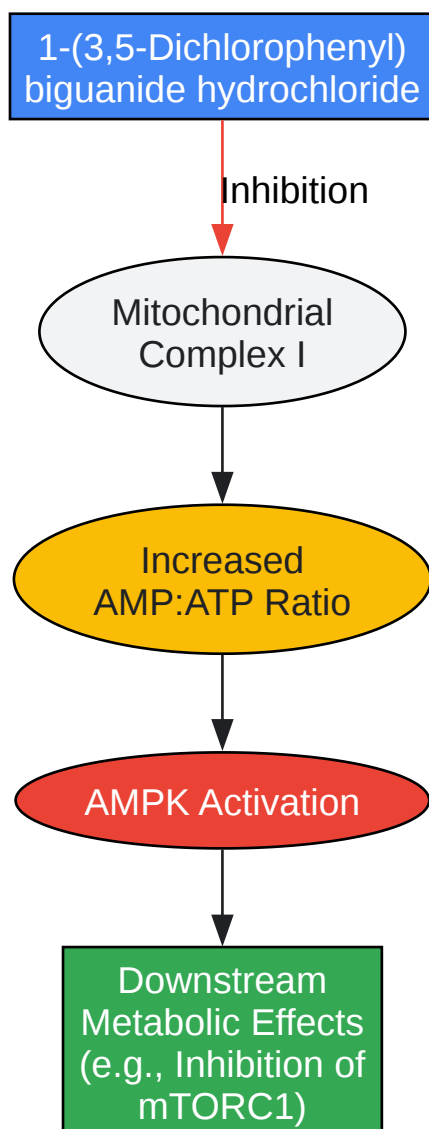 1-(3,5-Dichlorophenyl)
biguanide hydrochloride
Inhibition
Mitochondrial
Complex I
Increased
AMP:ATP Ratio
AMPK Activation
Downstream
Metabolic Effects
(e.g., Inhibition of
mTORC1)